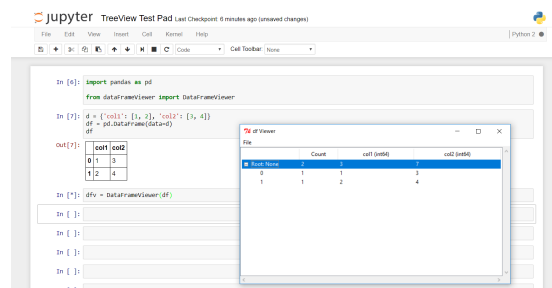 jupyter TreeView Test Pad Last Checkpoint: 6 minutes ago (unsaved changes)
File Edit View Insert Cell Kernel Help Python 2
Code Cell Toolbar: None
In [6]: import pandas as pd
from dataFrameViewer import DataFrameViewer
In [7]: d = {'col1': [1, 2], 'col2': [3, 4]}
df = pd.DataFrame(data=d)
df
Out[7]: col1 col2
0 1 3
1 2 4
In [*]: dfv = DataFrameViewer(df)
In [ ]:
In [ ]:
In [ ]:
In [ ]:
In [ ]:
df Viewer
File
Count col1 (int64) col2 (int64)
Root: None 2 3 7
0 1 1 3
1 1 2 4